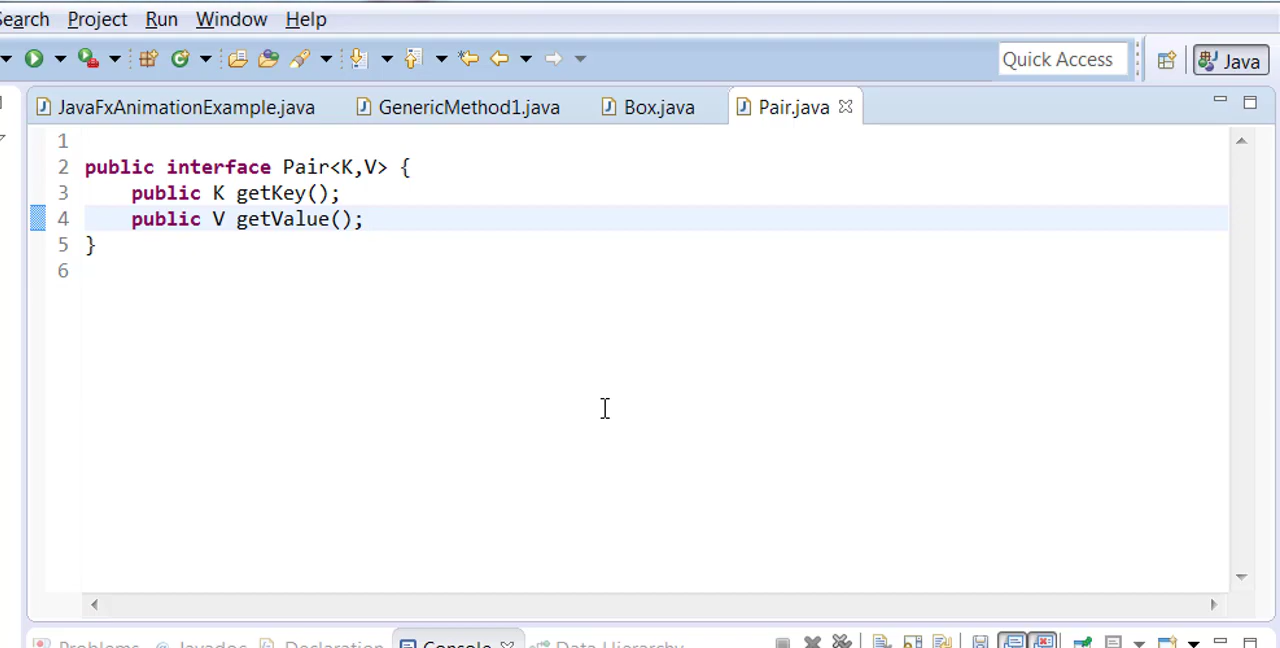 Search Project Run Window Help
Quick Access Java
JavaFxAnimationExample.java GenericMethod1.java Box.java Pair.java
1
2 public interface Pair<K,V> {
3 public K getKey();
4 public V getValue();
5 }
6
Problems @ Javadoc Declaration Console Data Hierarchy